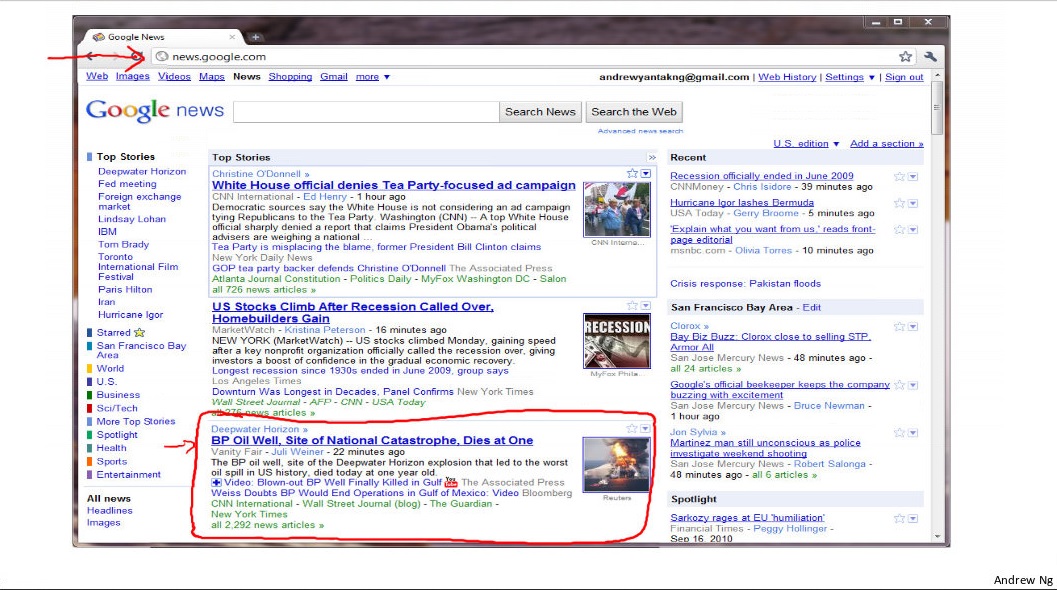 Google News
news.google.com
Web Images Videos Maps News Shopping Gmail more ▼
andrewyantakng@gmail.com | Web History | Settings ▼ | Sign out
Google news
Search News
Search the Web
Advanced news search
U.S. edition ▼ Add a section »
Top Stories
Deepwater Horizon
Fed meeting
Foreign exchange
market
Lindsay Lohan
IBM
Tom Brady
Toronto
International Film
Festival
Paris Hilton
Iran
Hurricane Igor
Starred
San Francisco Bay
Area
World
U.S.
Business
Sci/Tech
More Top Stories
Spotlight
Health
Sports
Entertainment
All news
Headlines
Images
Top Stories »
Christine O'Donnell »
White House official denies Tea Party-focused ad campaign
CNN International - Ed Henry - 1 hour ago
Democratic sources say the White House is not considering an ad campaign
tying Republicans to the Tea Party. Washington (CNN) -- A top White House
official sharply denied a report that claims President Obama's political
advisers are weighing a national ...
Tea Party is misplacing the blame, former President Bill Clinton claims
New York Daily News
GOP tea party backer defends Christine O'Donnell The Associated Press
Atlanta Journal Constitution - Politics Daily - MyFox Washington DC - Salon
all 726 news articles »
CNN Interna...
US Stocks Climb After Recession Called Over,
Homebuilders Gain
MarketWatch - Kristina Peterson - 16 minutes ago
NEW YORK (MarketWatch) -- US stocks climbed Monday, gaining speed
after a key nonprofit organization officially called the recession over, giving
investors a boost of confidence in the gradual economic recovery.
Longest recession since 1930s ended in June 2009, group says
Los Angeles Times
Downturn Was Longest in Decades, Panel Confirms New York Times
Wall Street Journal - AFP - CNN - USA Today
all 276 news articles »
RECESSION
MyFox Phila...
Deepwater Horizon »
BP Oil Well, Site of National Catastrophe, Dies at One
Vanity Fair - Juli Weiner - 22 minutes ago
The BP oil well, site of the Deepwater Horizon explosion that led to the worst
oil spill in US history, died today at one year old.
Video: Blown-out BP Well Finally Killed in Gulf The Associated Press
Weiss Doubts BP Would End Operations in Gulf of Mexico: Video Bloomberg
CNN International - Wall Street Journal (blog) - The Guardian -
New York Times
all 2,292 news articles »
Reuters
Recent
Recession officially ended in June 2009
CNNMoney - Chris Isidore - 39 minutes ago
Hurricane Igor lashes Bermuda
USA Today - Gerry Broome - 5 minutes ago
'Explain what you want from us,' reads front-
page editorial
msnbc.com - Olivia Torres - 10 minutes ago
Crisis response: Pakistan floods
San Francisco Bay Area - Edit
Clorox »
Bay Biz Buzz: Clorox close to selling STP,
Armor All
San Jose Mercury News - 48 minutes ago -
all 24 articles »
Google's official beekeeper keeps the company
buzzing with excitement
San Jose Mercury News - Bruce Newman -
1 hour ago
Jon Sylvia »
Martinez man still unconscious as police
investigate weekend shooting
San Jose Mercury News - Robert Salonga -
48 minutes ago - all 6 articles »
Spotlight
Sarkozy rages at EU 'humiliation'
Financial Times - Peggy Hollinger -
Sep 16, 2010
Andrew Ng